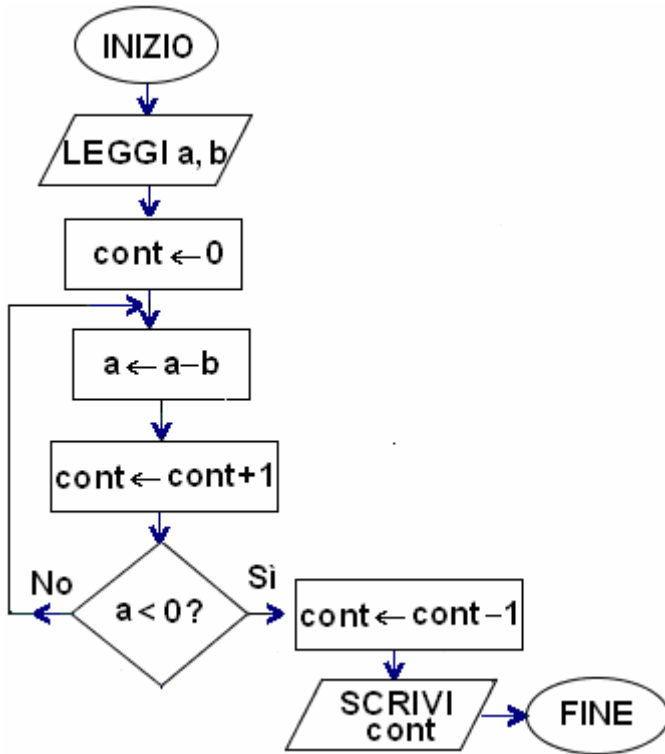 INIZIO
LEGGI a, b
cont ← 0
a ← a–b
cont ← cont+1
a < 0?
No
Sì
cont ← cont –1
SCRIVI
cont
FINE